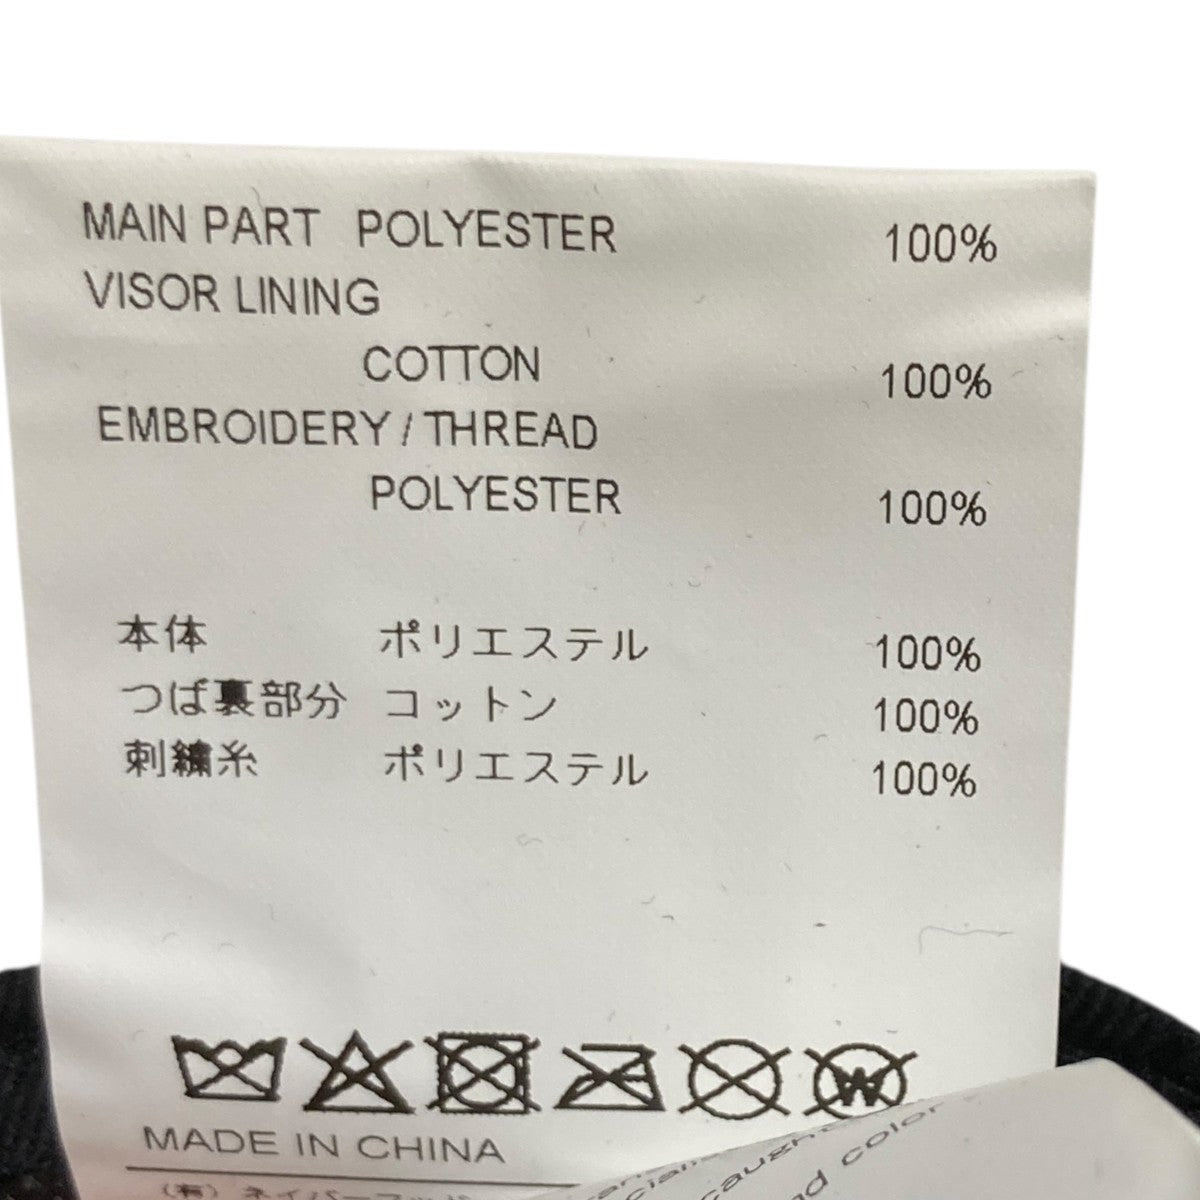 MAIN PART POLYESTER 100%
VISOR LINING
COTTON 100%
EMBROIDERY / THREAD
POLYESTER 100%
本体 ポリエステル 100%
つば裏部分 コットン 100%
刺繍糸 ポリエステル 100%
W
MADE IN CHINA
and color